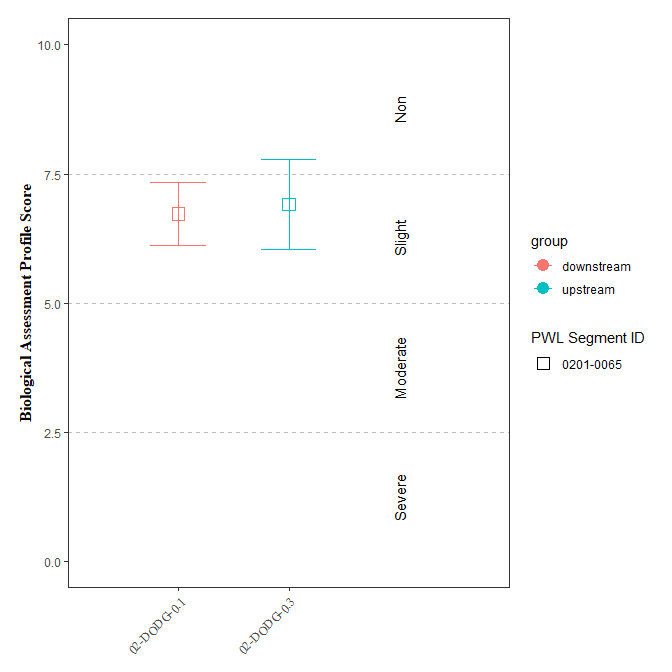 Biological Assessment Profile Score
10.0
7.5
5.0
2.5
0.0
Non
Slight
Moderate
Severe
02-DODG-0.1
02-DODG-0.3
group
downstream
upstream
PWL Segment ID
0201-0065